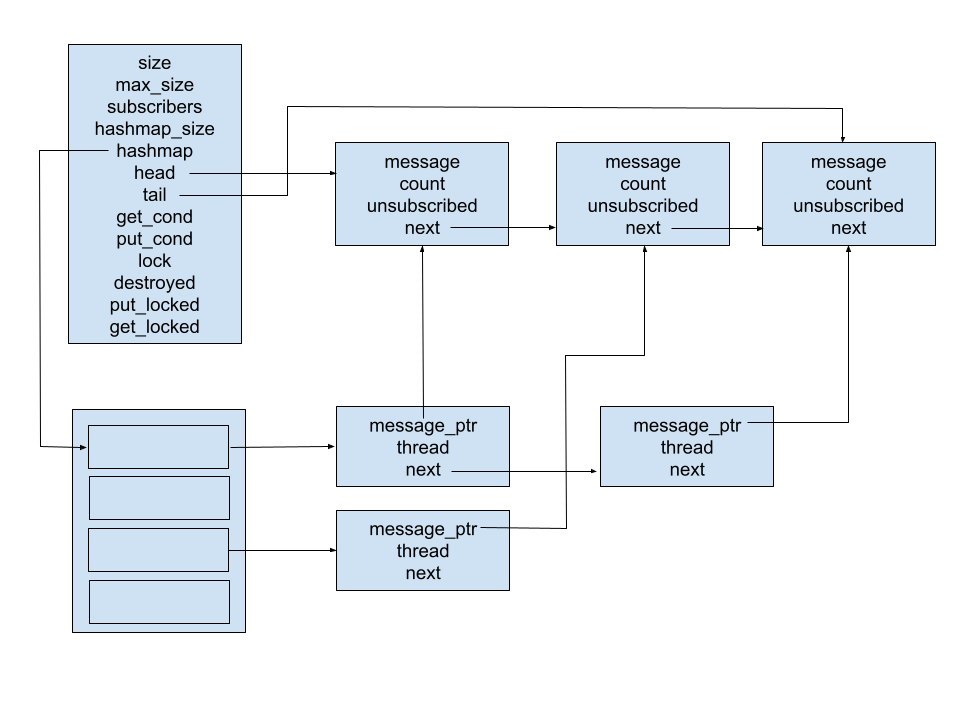 size
max_size
subscribers
hashmap_size
hashmap
head
tail
get_cond
put_cond
lock
destroyed
put_locked
get_locked
message
count
unsubscribed
next
message
count
unsubscribed
next
message
count
unsubscribed
next
message_ptr
thread
next
message_ptr
thread
next
message_ptr
thread
next